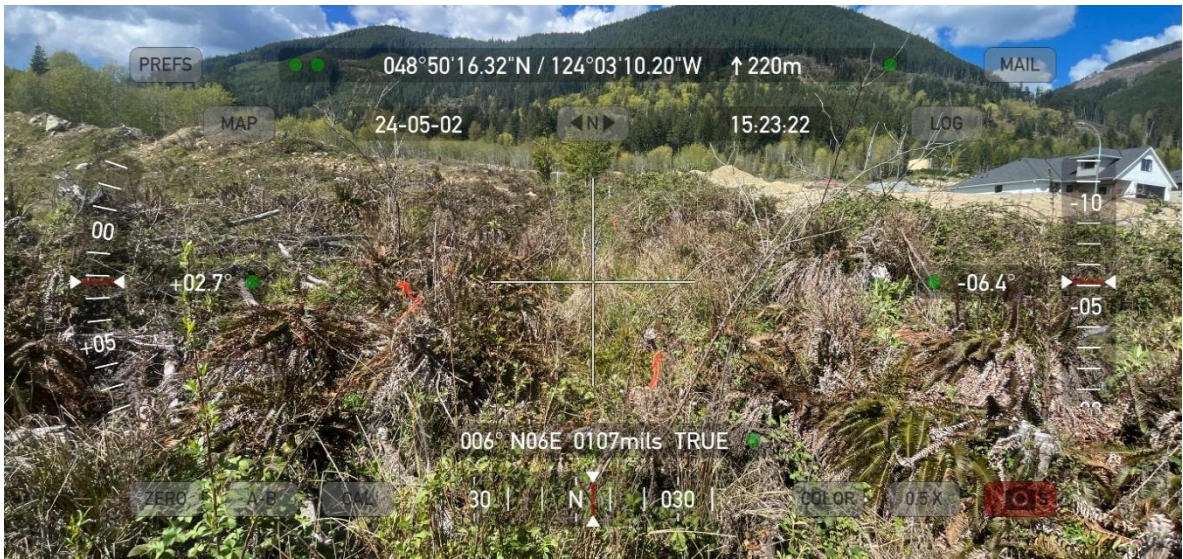 PREFS 048°50'16.32"N / 124°03'10.20"W ↑220m MAIL
MAP 24-05-02 ◀N▶ 15:23:22 LOG
00
-10
+02.7°
-06.4°
-05
+05
006° N06E 0107mils TRUE
ZERO A-B CAL 30 N 030 COLOR 0.5 X S